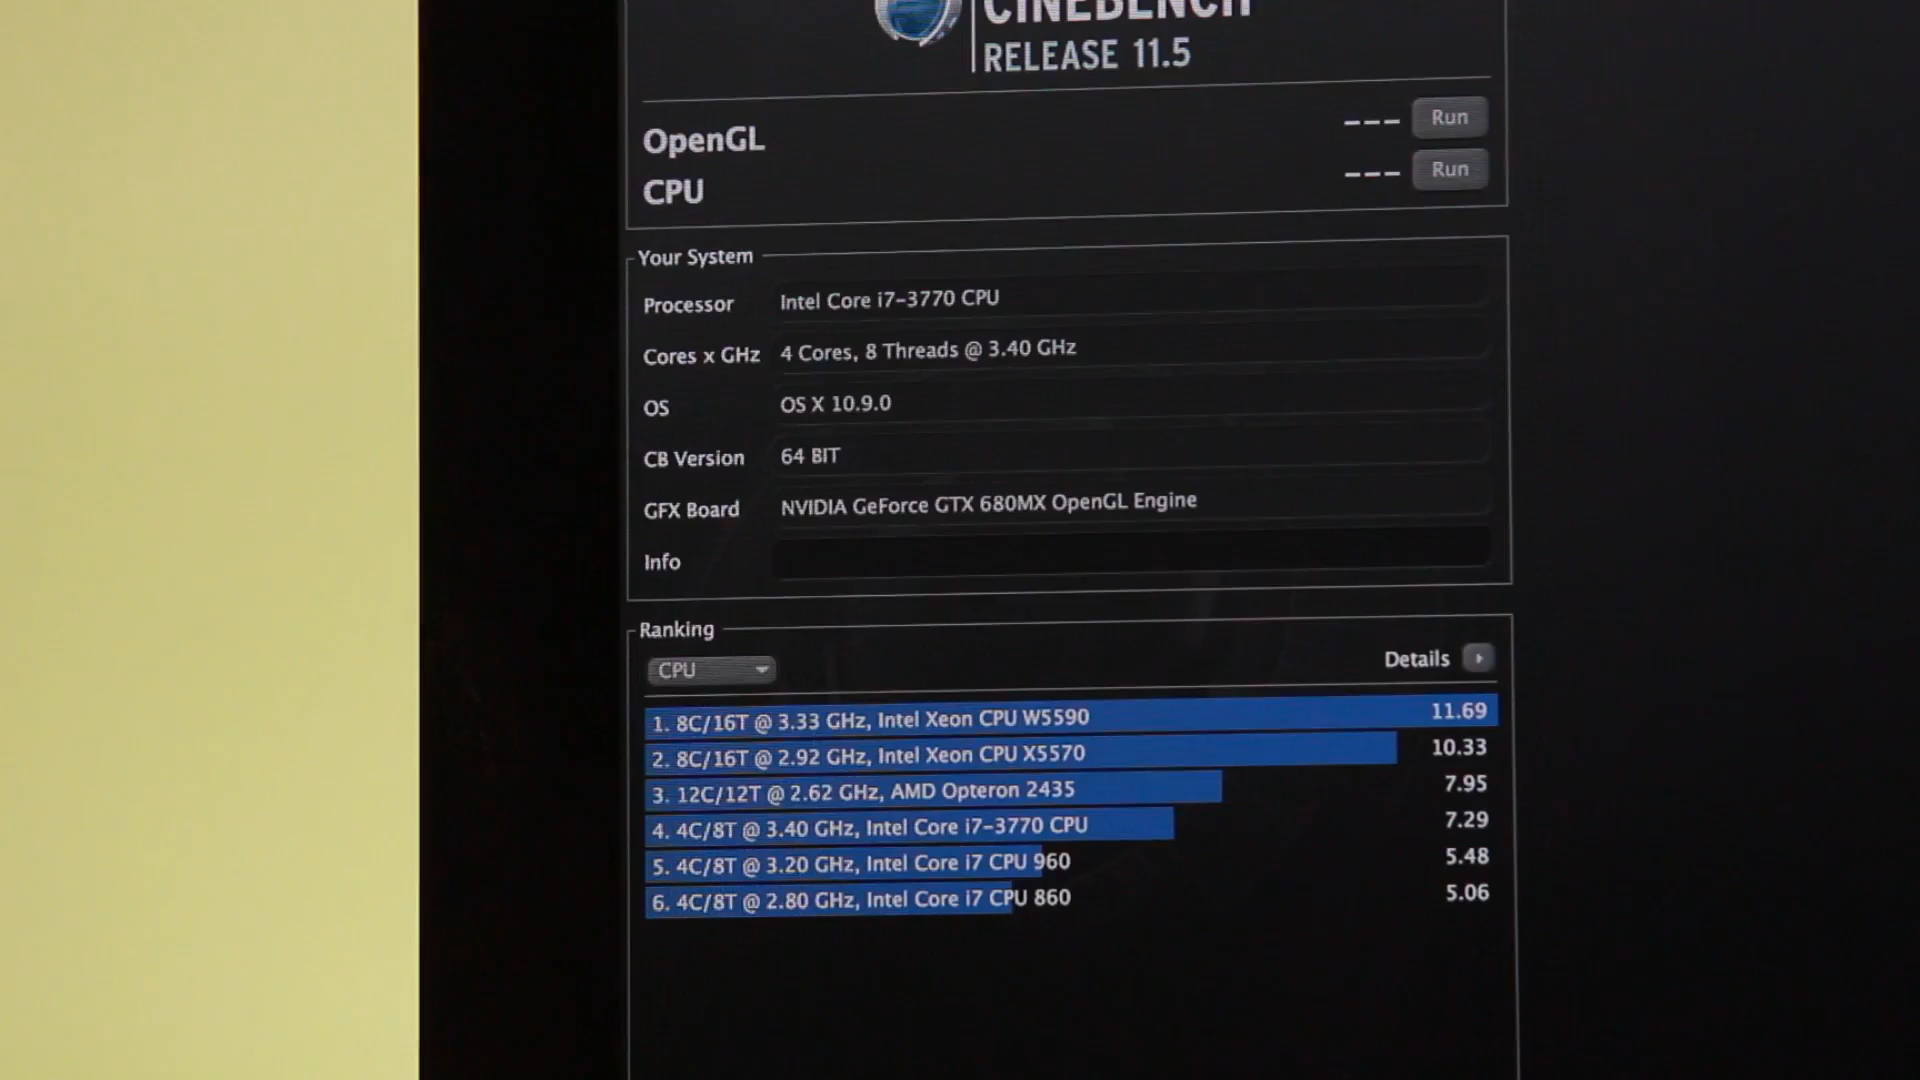 CINEBENCH
RELEASE 11.5
OpenGL --- Run
CPU --- Run
Your System
Processor Intel Core i7-3770 CPU
Cores x GHz 4 Cores, 8 Threads @ 3.40 GHz
OS OS X 10.9.0
CB Version 64 BIT
GFX Board NVIDIA GeForce GTX 680MX OpenGL Engine
Info
Ranking
CPU Details
1. 8C/16T @ 3.33 GHz, Intel Xeon CPU W5590 11.69
2. 8C/16T @ 2.92 GHz, Intel Xeon CPU X5570 10.33
3. 12C/12T @ 2.62 GHz, AMD Opteron 2435 7.95
4. 4C/8T @ 3.40 GHz, Intel Core i7-3770 CPU 7.29
5. 4C/8T @ 3.20 GHz, Intel Core i7 CPU 960 5.48
6. 4C/8T @ 2.80 GHz, Intel Core i7 CPU 860 5.06